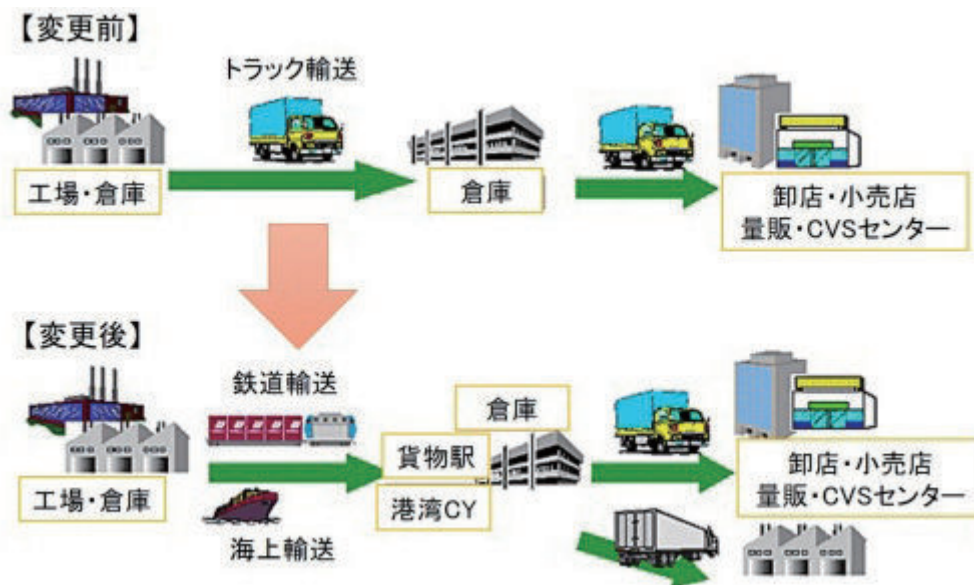 【変更前】
トラック輸送
工場・倉庫
倉庫
卸店・小売店
量販・CVSセンター
【変更後】
鉄道輸送
倉庫
貨物駅
工場・倉庫
港湾CY
海上輸送
卸店・小売店
量販・CVSセンター